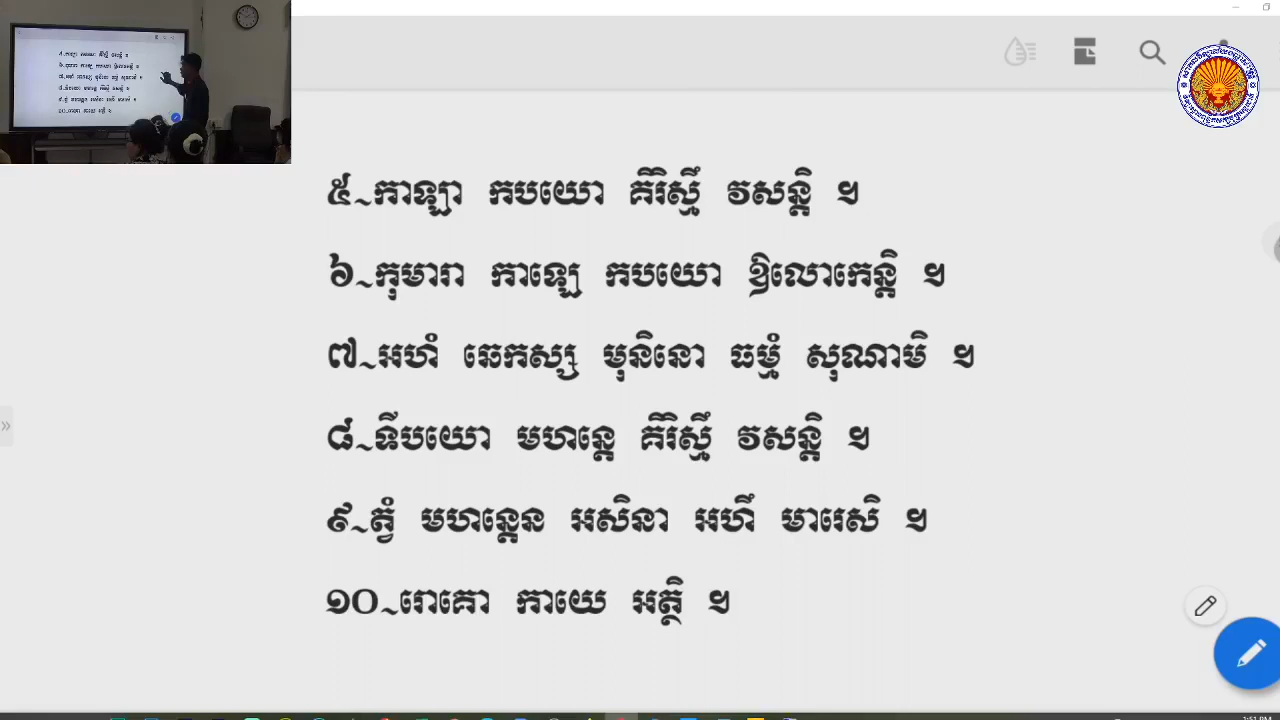 ៥~កាឡា កបយោ គិរិស្មឹ វសន្តិ ។
៦~កុមារា កាឡេ កបយោ ឱលោកេន្តិ ។
៧~អហំ ឆេកស្ស មុនិនោ ធម្មំ សុណាមិ ។
៨~ទីបយោ មហន្តេ គិរិស្មឹ វសន្តិ ។
៩~ត្វំ មហន្តេន អសិនា អហឹ មារេសិ ។
១០~រោគោ កាយេ អត្ថិ ។